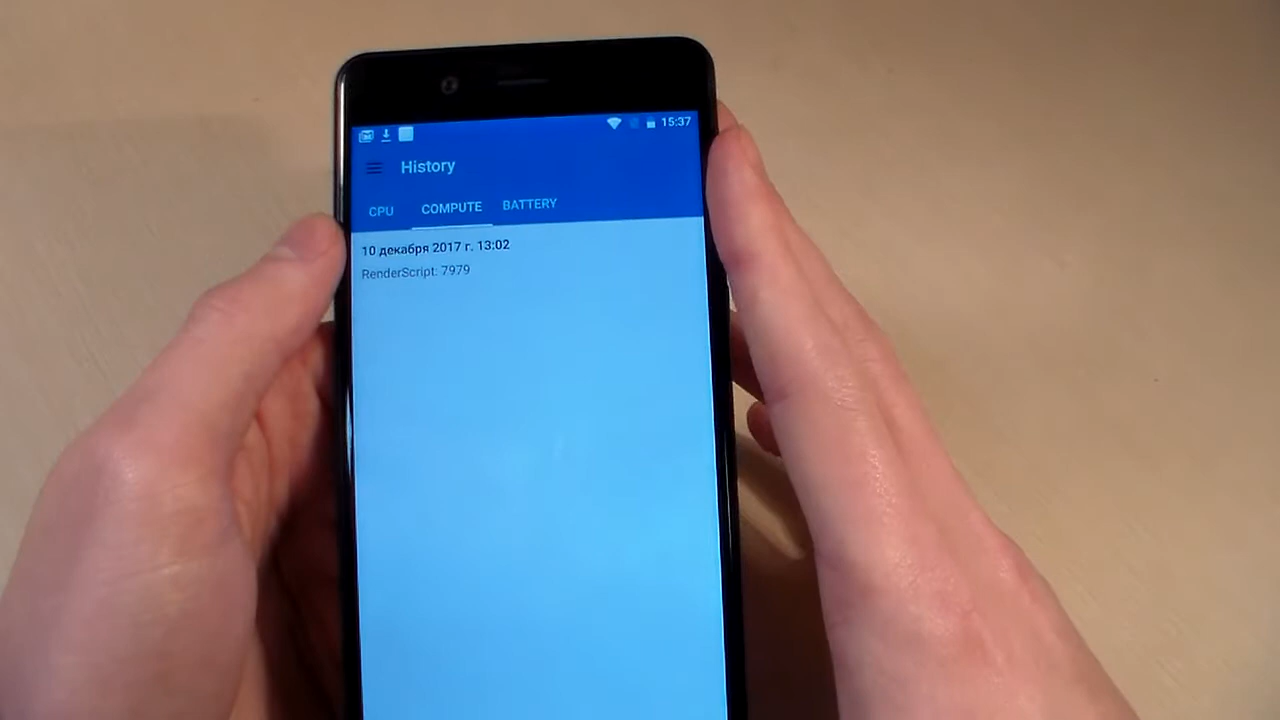 15:37
History
CPU COMPUTE BATTERY
10 декабря 2017 г. 13:02
RenderScript: 7979